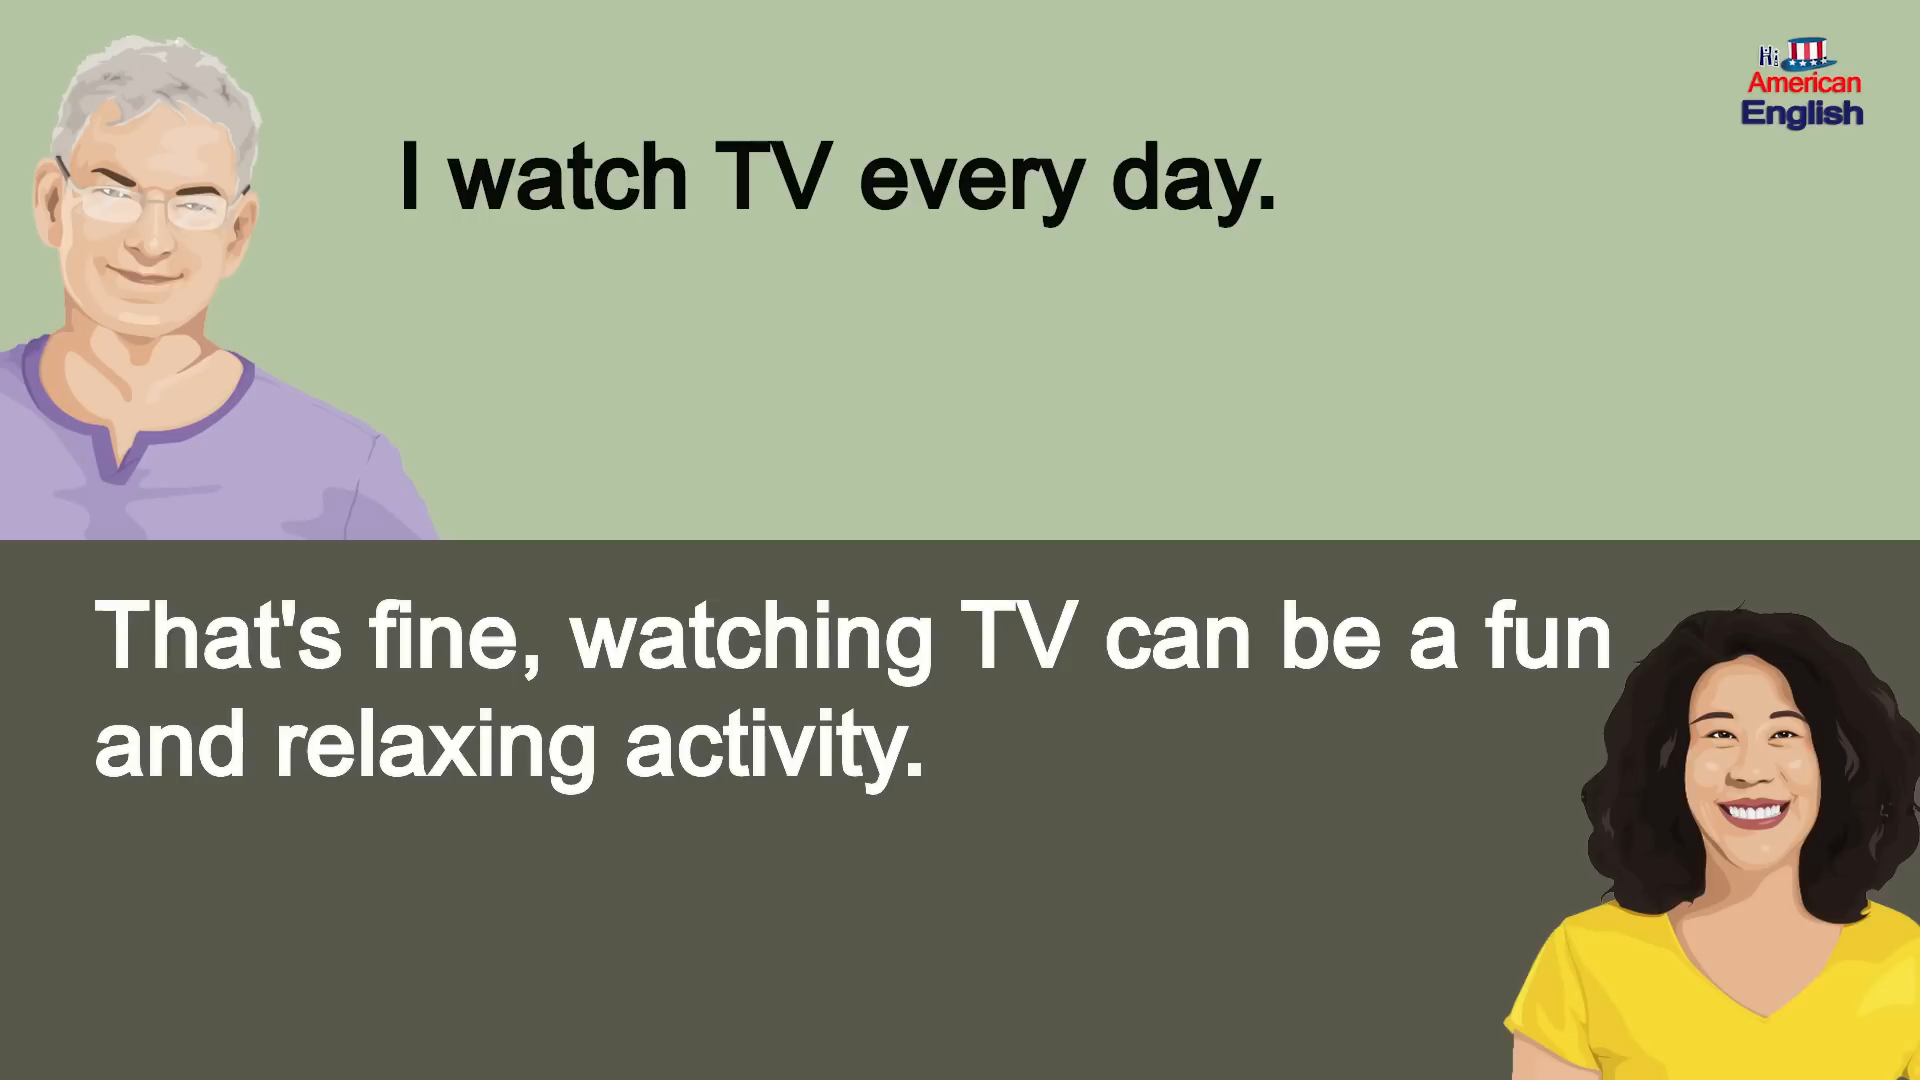 Hi
American
English
I watch TV every day.
That's fine, watching TV can be a fun
and relaxing activity.